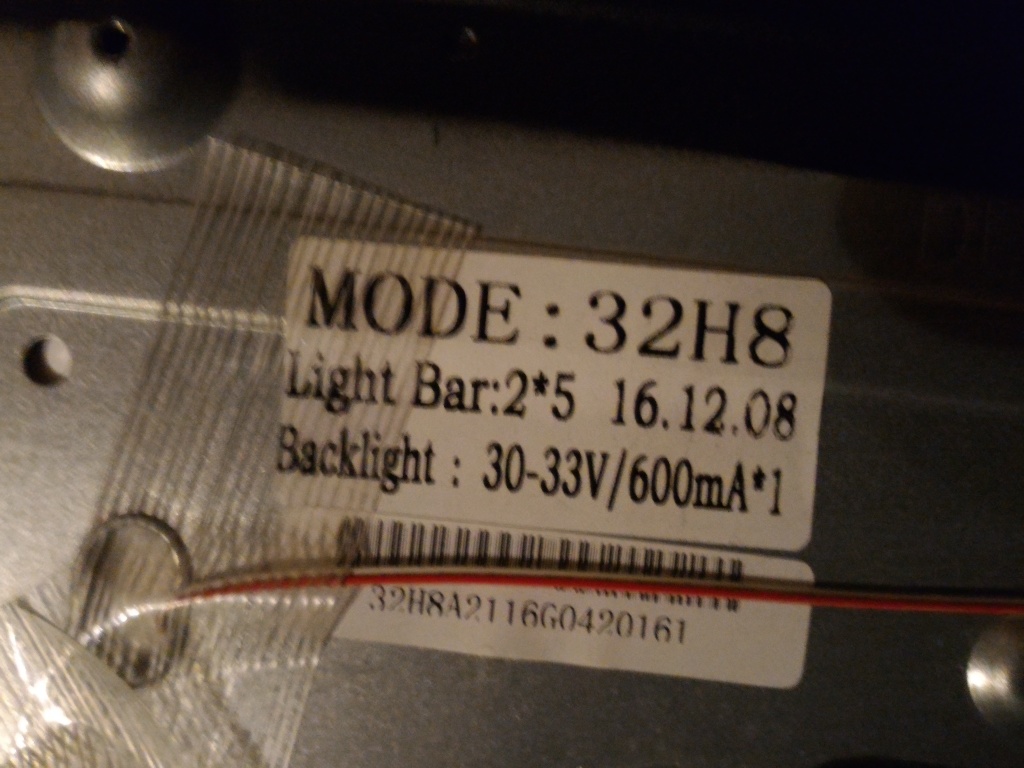 MODE : 32H8
Light Bar:2*5 16.12.08
Backlight : 30-33V/600mA*1
32H8A2116G0420161